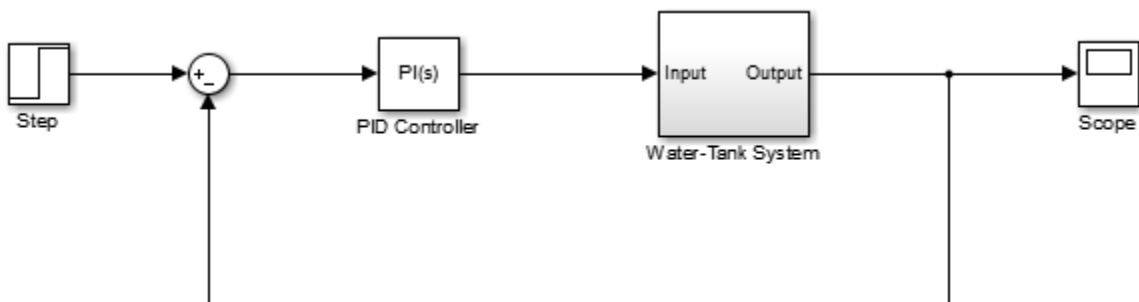 PI(s)
Input
Output
Step
PID Controller
Water-Tank System
Scope